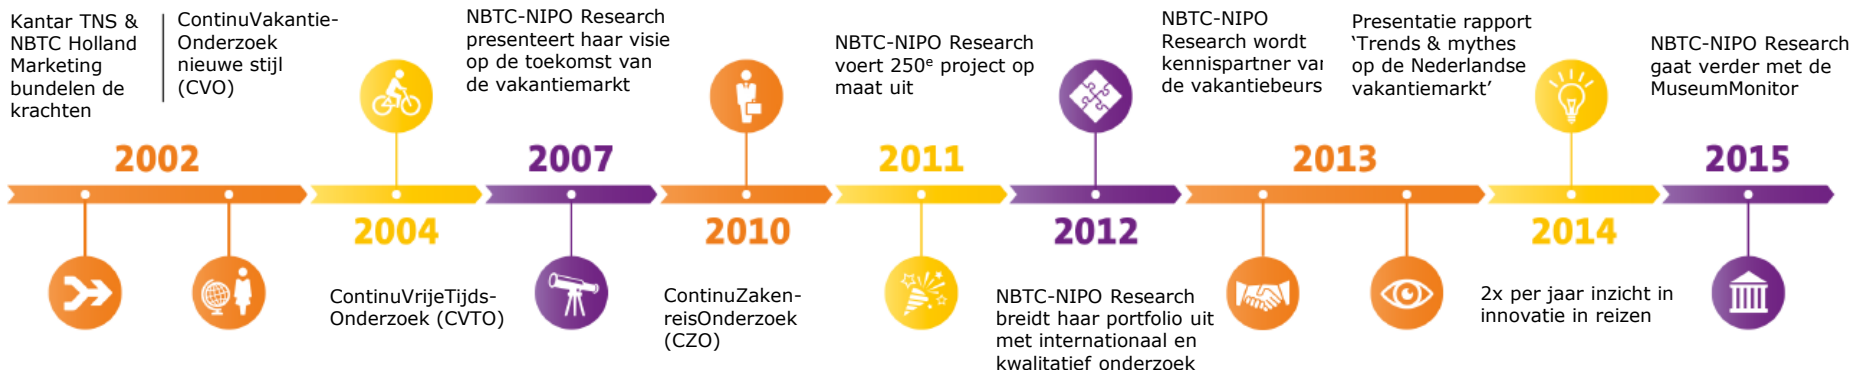 Kantar TNS &
NBTC Holland
Marketing
bundelen de
krachten
ContinuVakantie-
Onderzoek
nieuwe stijl
(CVO)
2002
2004
ContinuVrijeTijds-
Onderzoek (CVTO)
NBTC-NIPO Research
presenteert haar visie
op de toekomst van
de vakantiemarkt
2007
2010
ContinuZaken-
reisOnderzoek
(CZO)
NBTC-NIPO Research
voert 250e project op
maat uit
2011
2012
NBTC-NIPO Research
breidt haar portfolio uit
met internationaal en
kwalitatief onderzoek
NBTC-NIPO
Research wordt
kennispartner van
de vakantiebeurs
Presentatie rapport
‘Trends & mythes
op de Nederlandse
vakantiemarkt’
2013
2014
2x per jaar inzicht in
innovatie in reizen
NBTC-NIPO Research
gaat verder met de
MuseumMonitor
2015